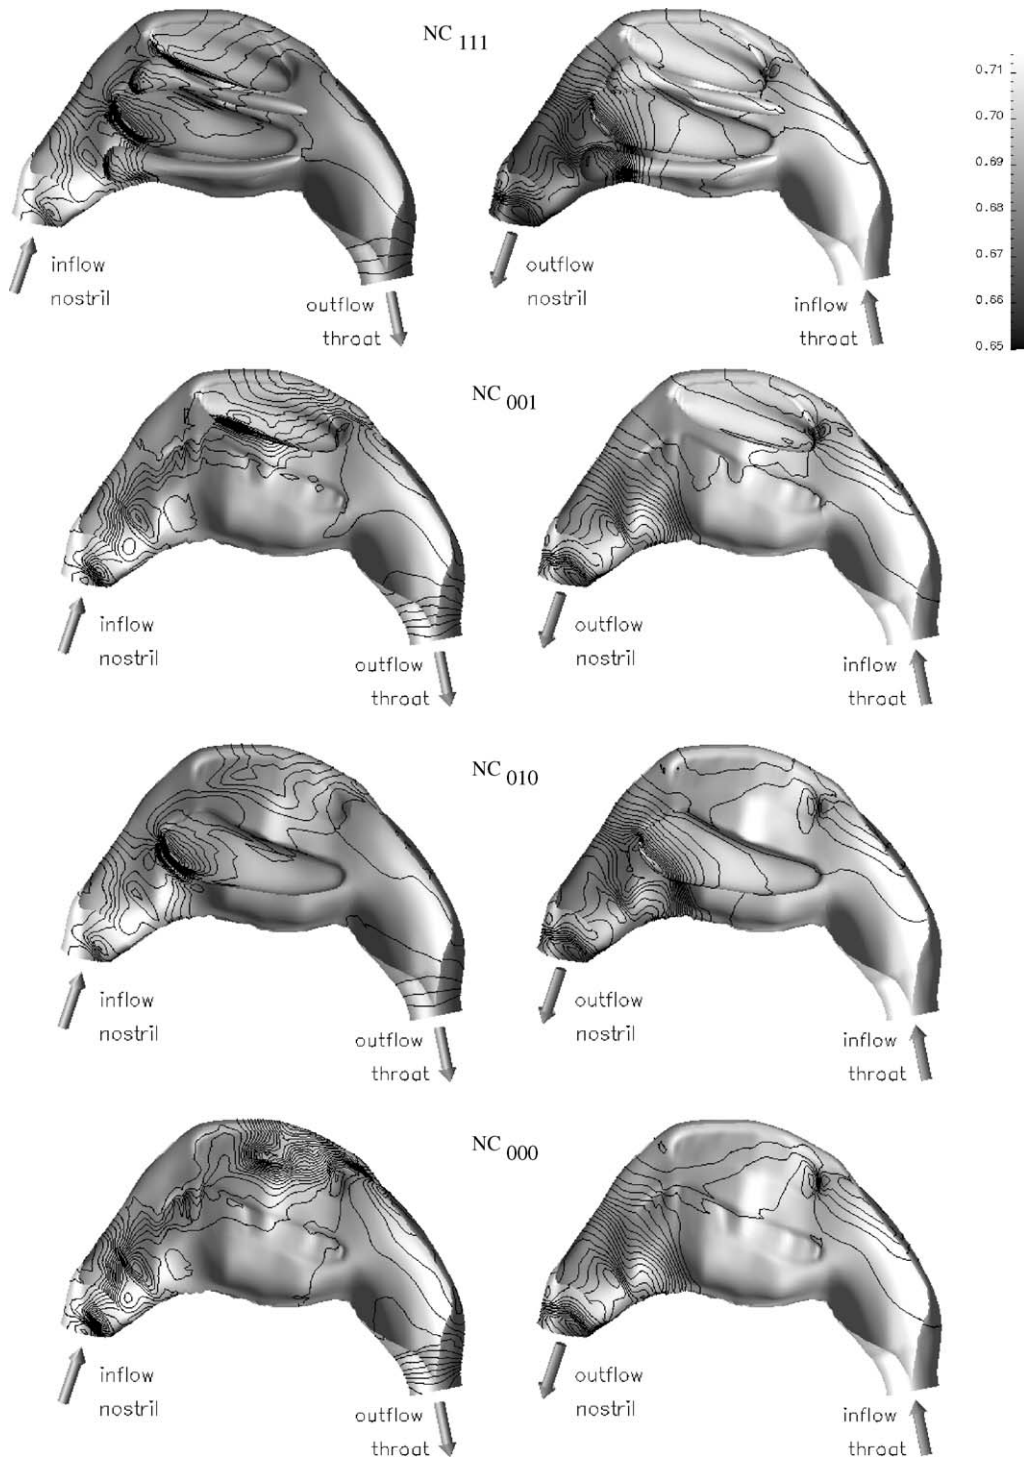 NC 111
0.71
0.70
0.69
0.68
0.67
0.66
0.65
inflow
nostril
outflow
throat
outflow
nostril
inflow
throat
NC 001
inflow
nostril
outflow
throat
outflow
nostril
inflow
throat
NC 010
inflow
nostril
outflow
throat
outflow
nostril
inflow
throat
NC 000
inflow
nostril
outflow
throat
outflow
nostril
inflow
throat